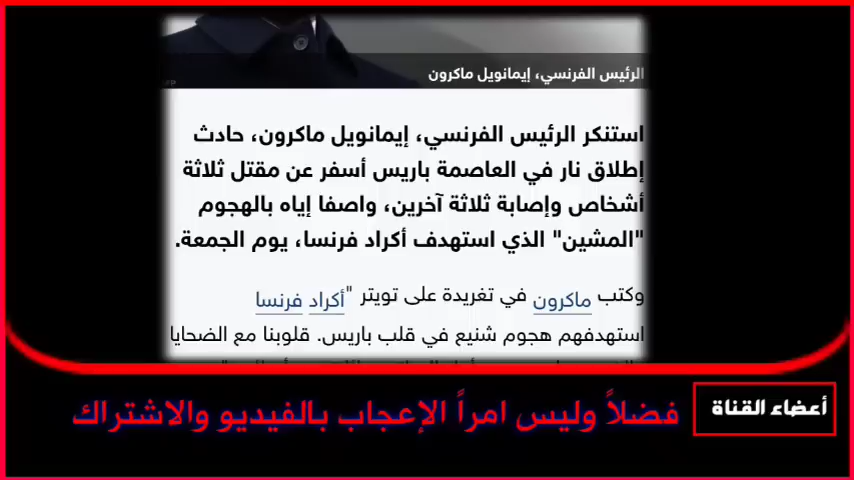 الرئيس الفرنسي، إيمانويل ماكرون
استنكر الرئيس الفرنسي، إيمانويل ماكرون، حادث
إطلاق نار في العاصمة باريس أسفر عن مقتل ثلاثة
أشخاص وإصابة ثلاثة آخرين، واصفا إياه بالهجوم
"المشين" الذي استهدف أكراد فرنسا، يوم الجمعة.
وكتب ماكرون في تغريدة على تويتر "أكراد فرنسا
استهدفهم هجوم شنيع في قلب باريس. قلوبنا مع الضحايا
أعضاء القناة
فضلاً وليس امراً الإعجاب بالفيديو والاشتراك